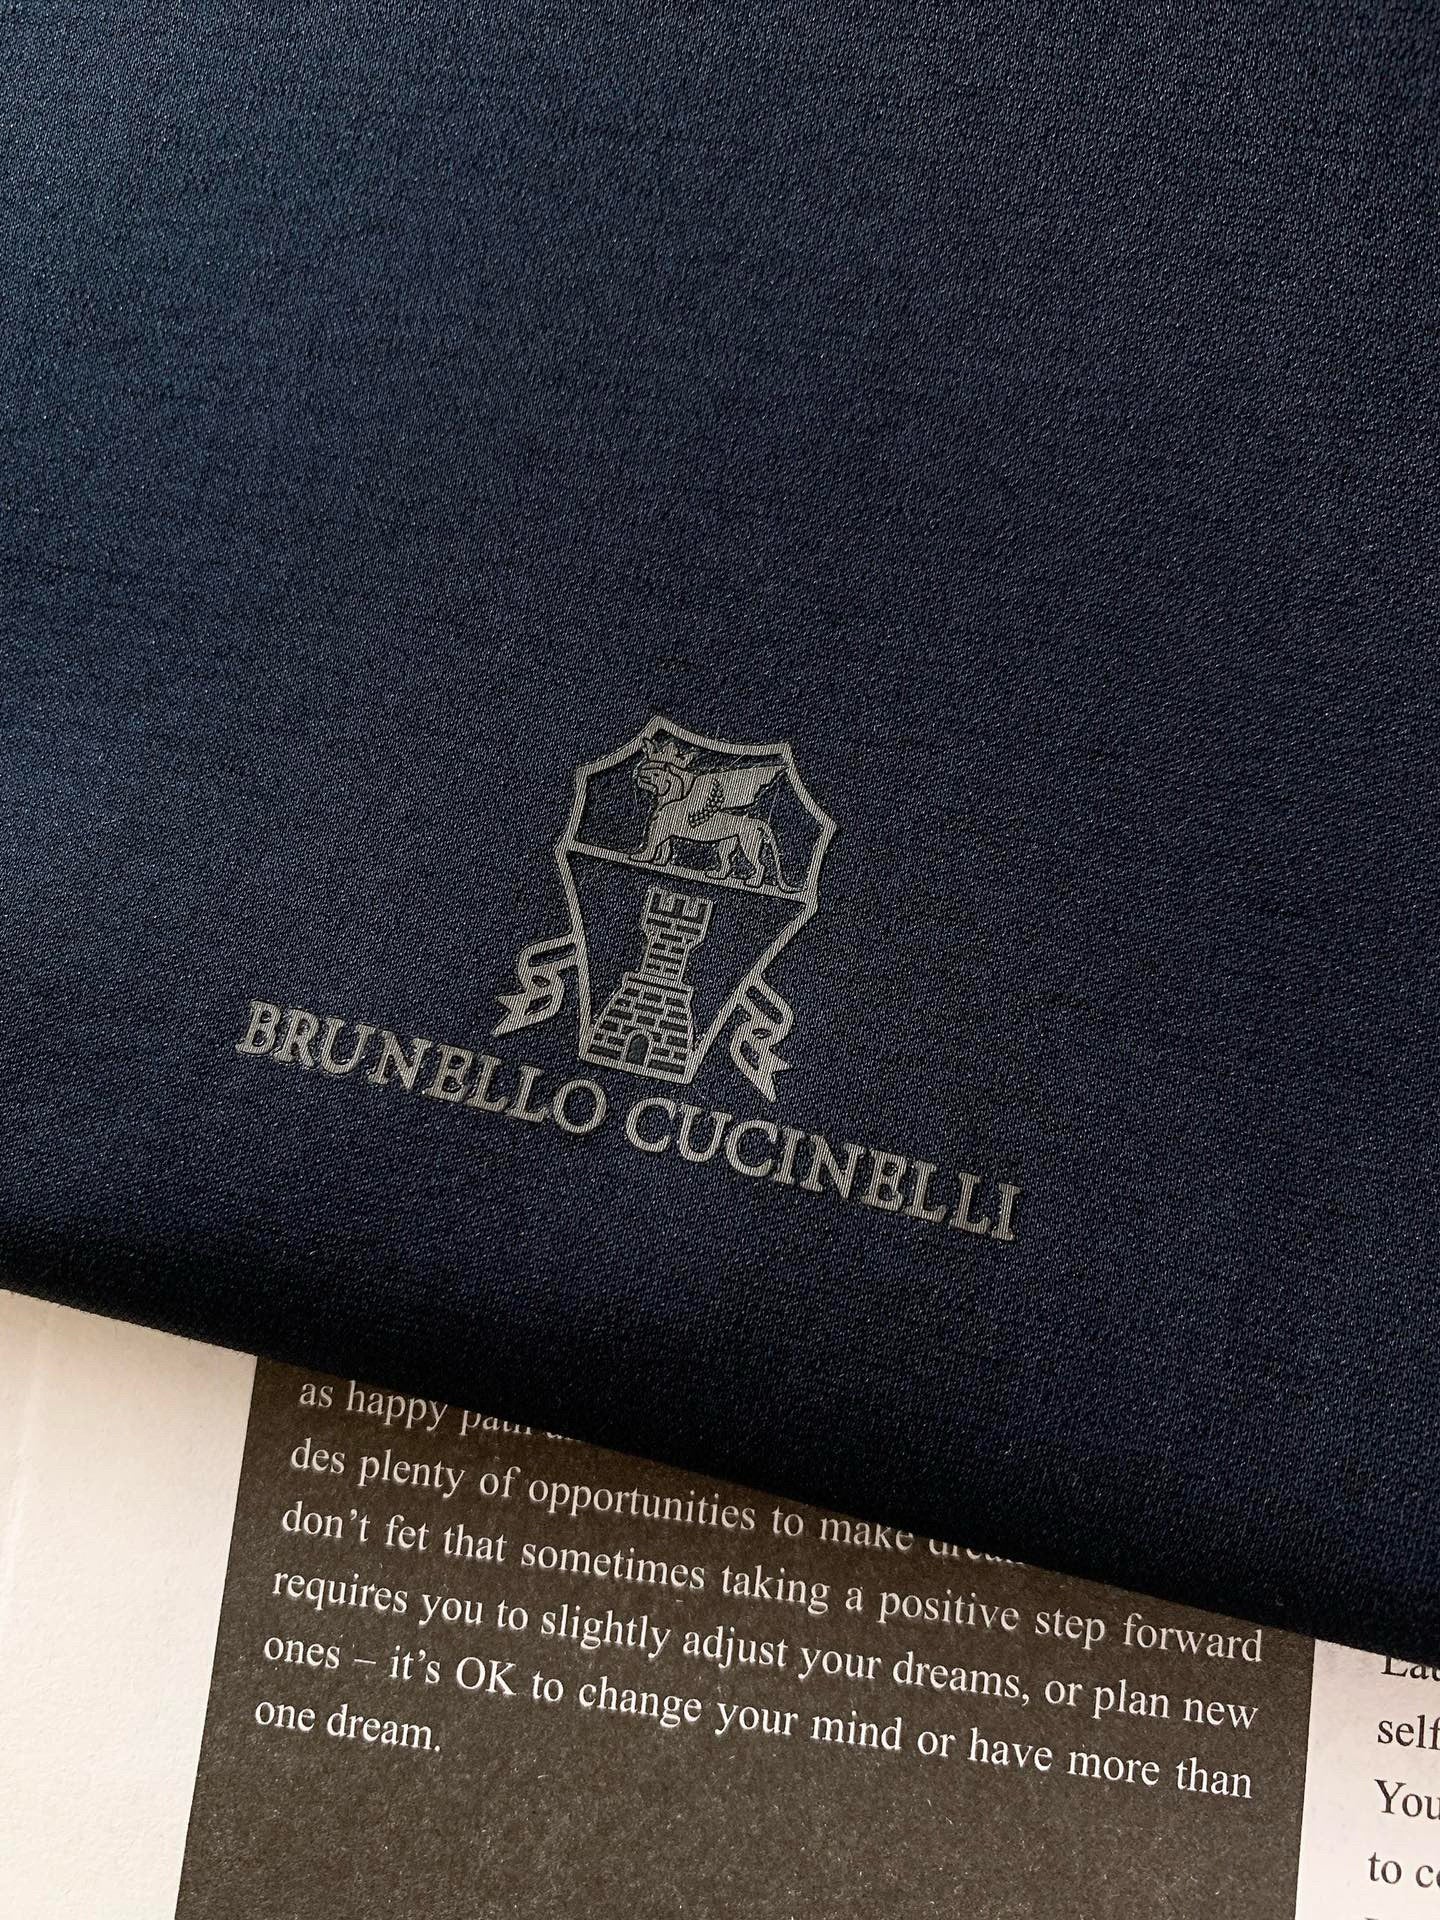 BRUNELLO CUCINELLI
as happy
des plenty of opportunities to make
don't fet that sometimes taking a positive step forward
requires you to slightly adjust your dreams, or plan new
ones – it's OK to change your mind or have more than
one dream.
self
You
to